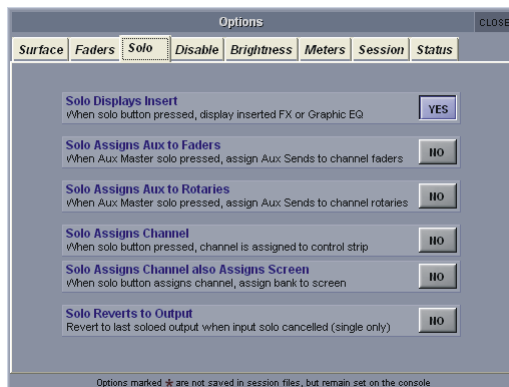 Options CLOSE
Surface Faders Solo Disable Brightness Meters Session Status
Solo Displays Insert
When solo button pressed, display inserted FX or Graphic EQ
YES
Solo Assigns Aux to Faders
When Aux Master solo pressed, assign Aux Sends to channel faders
NO
Solo Assigns Aux to Rotaries
When Aux Master solo pressed, assign Aux Sends to channel rotaries
NO
Solo Assigns Channel
When solo button pressed, channel is assigned to control strip
NO
Solo Assigns Channel also Assigns Screen
When solo button assigns channel, assign bank to screen
NO
Solo Reverts to Output
Revert to last soloed output when input solo cancelled (single only)
NO
Options marked * are not saved in session files, but remain set on the console